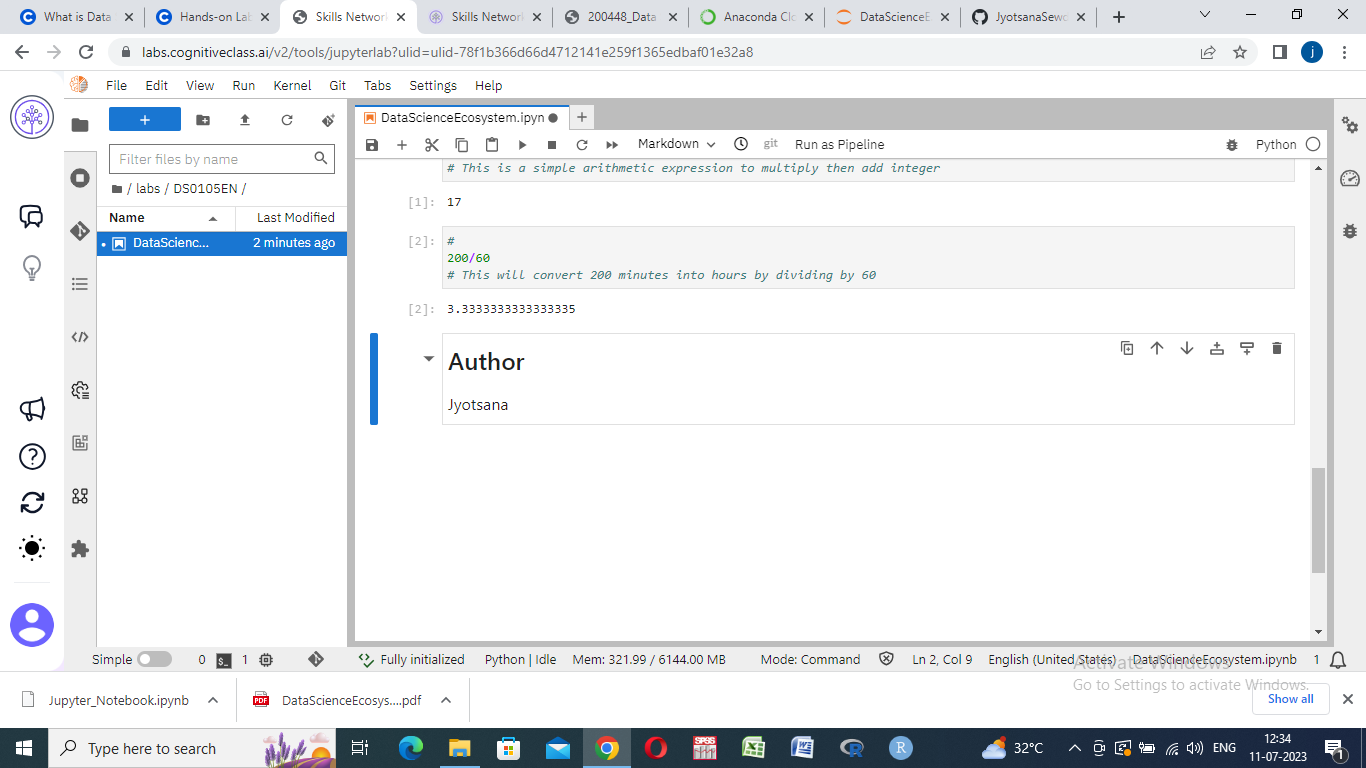 What is Data
Hands-on Lab
Skills Network
Skills Network
200448_Data
Anaconda Clo
DataScienceE
JyotsanaSewc
labs.cognitiveclass.ai/v2/tools/jupyterlab?ulid=ulid-78f1b366d66d4712141e259f1365edbaf01e32a8
j
File Edit View Run Kernel Git Tabs Settings Help
DataScienceEcosystem.ipyn
Markdown
git
Run as Pipeline
Python
Filter files by name
/ labs / DS0105EN /
Name Last Modified
DataScienc... 2 minutes ago
# This is a simple arithmetic expression to multiply then add integer
[1]: 17
[2]: #
200/60
# This will convert 200 minutes into hours by dividing by 60
[2]: 3.3333333333333335
Author
Jyotsana
Simple 0 $_ 1 Fully initialized Python | Idle Mem: 321.99 / 6144.00 MB Mode: Command Ln 2, Col 9 English (United States) DataScienceEcosystem.ipynb 1
Activate Windows
Go to Settings to activate Windows.
Jupyter_Notebook.ipynb
PDF
DataScienceEcosys....pdf
Show all
Type here to search
SPSS
R
32°C
ENG
12:34
11-07-2023
1